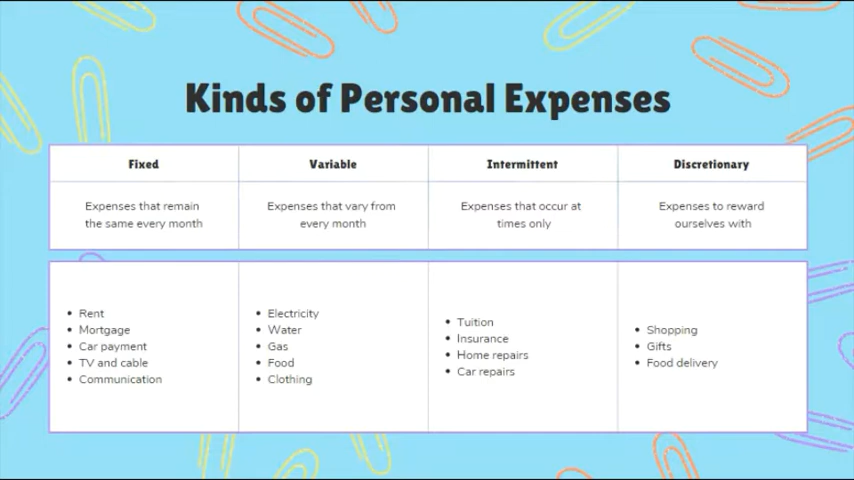 Kinds of Personal Expenses
Fixed
Variable
Intermittent
Discretionary
Expenses that remain
the same every month
Expenses that vary from
every month
Expenses that occur at
times only
Expenses to reward
ourselves with
Rent
Mortgage
Car payment
TV and cable
Communication
Electricity
Water
Gas
Food
Clothing
Tuition
Insurance
Home repairs
Car repairs
Shopping
Gifts
Food delivery